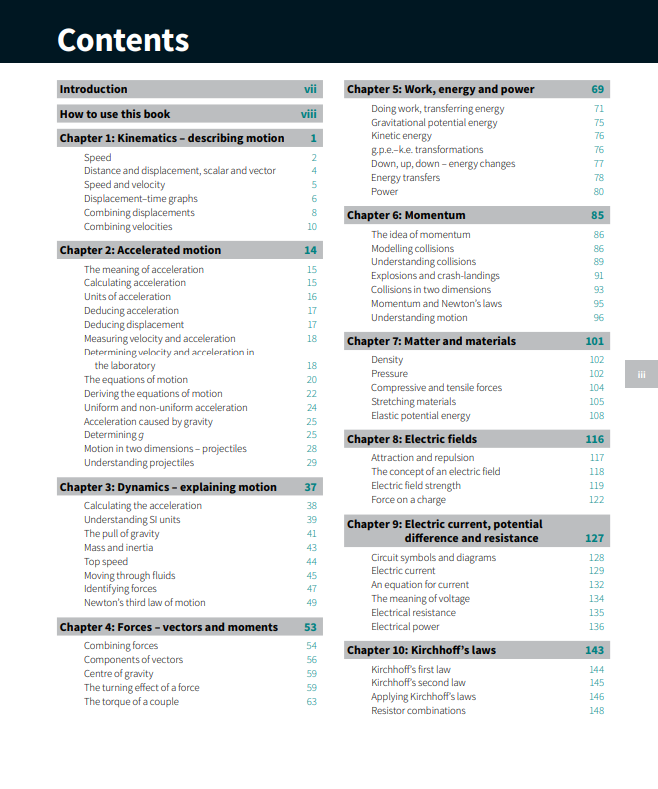 Contents
Introduction vii
How to use this book viii
Chapter 1: Kinematics – describing motion 1
Speed 2
Distance and displacement, scalar and vector 4
Speed and velocity 5
Displacement–time graphs 6
Combining displacements 8
Combining velocities 10
Chapter 2: Accelerated motion 14
The meaning of acceleration 15
Calculating acceleration 15
Units of acceleration 16
Deducing acceleration 17
Deducing displacement 17
Measuring velocity and acceleration 18
Determining velocity and acceleration in
the laboratory 18
The equations of motion 20
Deriving the equations of motion 22
Uniform and non-uniform acceleration 24
Acceleration caused by gravity 25
Determining g 25
Motion in two dimensions – projectiles 28
Understanding projectiles 29
Chapter 3: Dynamics – explaining motion 37
Calculating the acceleration 38
Understanding SI units 39
The pull of gravity 41
Mass and inertia 43
Top speed 44
Moving through fluids 45
Identifying forces 47
Newton's third law of motion 49
Chapter 4: Forces – vectors and moments 53
Combining forces 54
Components of vectors 56
Centre of gravity 59
The turning effect of a force 59
The torque of a couple 63
Chapter 5: Work, energy and power 69
Doing work, transferring energy 71
Gravitational potential energy 75
Kinetic energy 76
g.p.e.–k.e. transformations 76
Down, up, down – energy changes 77
Energy transfers 78
Power 80
Chapter 6: Momentum 85
The idea of momentum 86
Modelling collisions 86
Understanding collisions 89
Explosions and crash-landings 91
Collisions in two dimensions 93
Momentum and Newton's laws 95
Understanding motion 96
Chapter 7: Matter and materials 101
Density 102
Pressure 102
Compressive and tensile forces 104
Stretching materials 105
Elastic potential energy 108
Chapter 8: Electric fields 116
Attraction and repulsion 117
The concept of an electric field 118
Electric field strength 119
Force on a charge 122
Chapter 9: Electric current, potential
difference and resistance 127
Circuit symbols and diagrams 128
Electric current 129
An equation for current 132
The meaning of voltage 134
Electrical resistance 135
Electrical power 136
Chapter 10: Kirchhoff's laws 143
Kirchhoff's first law 144
Kirchhoff's second law 145
Applying Kirchhoff's laws 146
Resistor combinations 148
iii